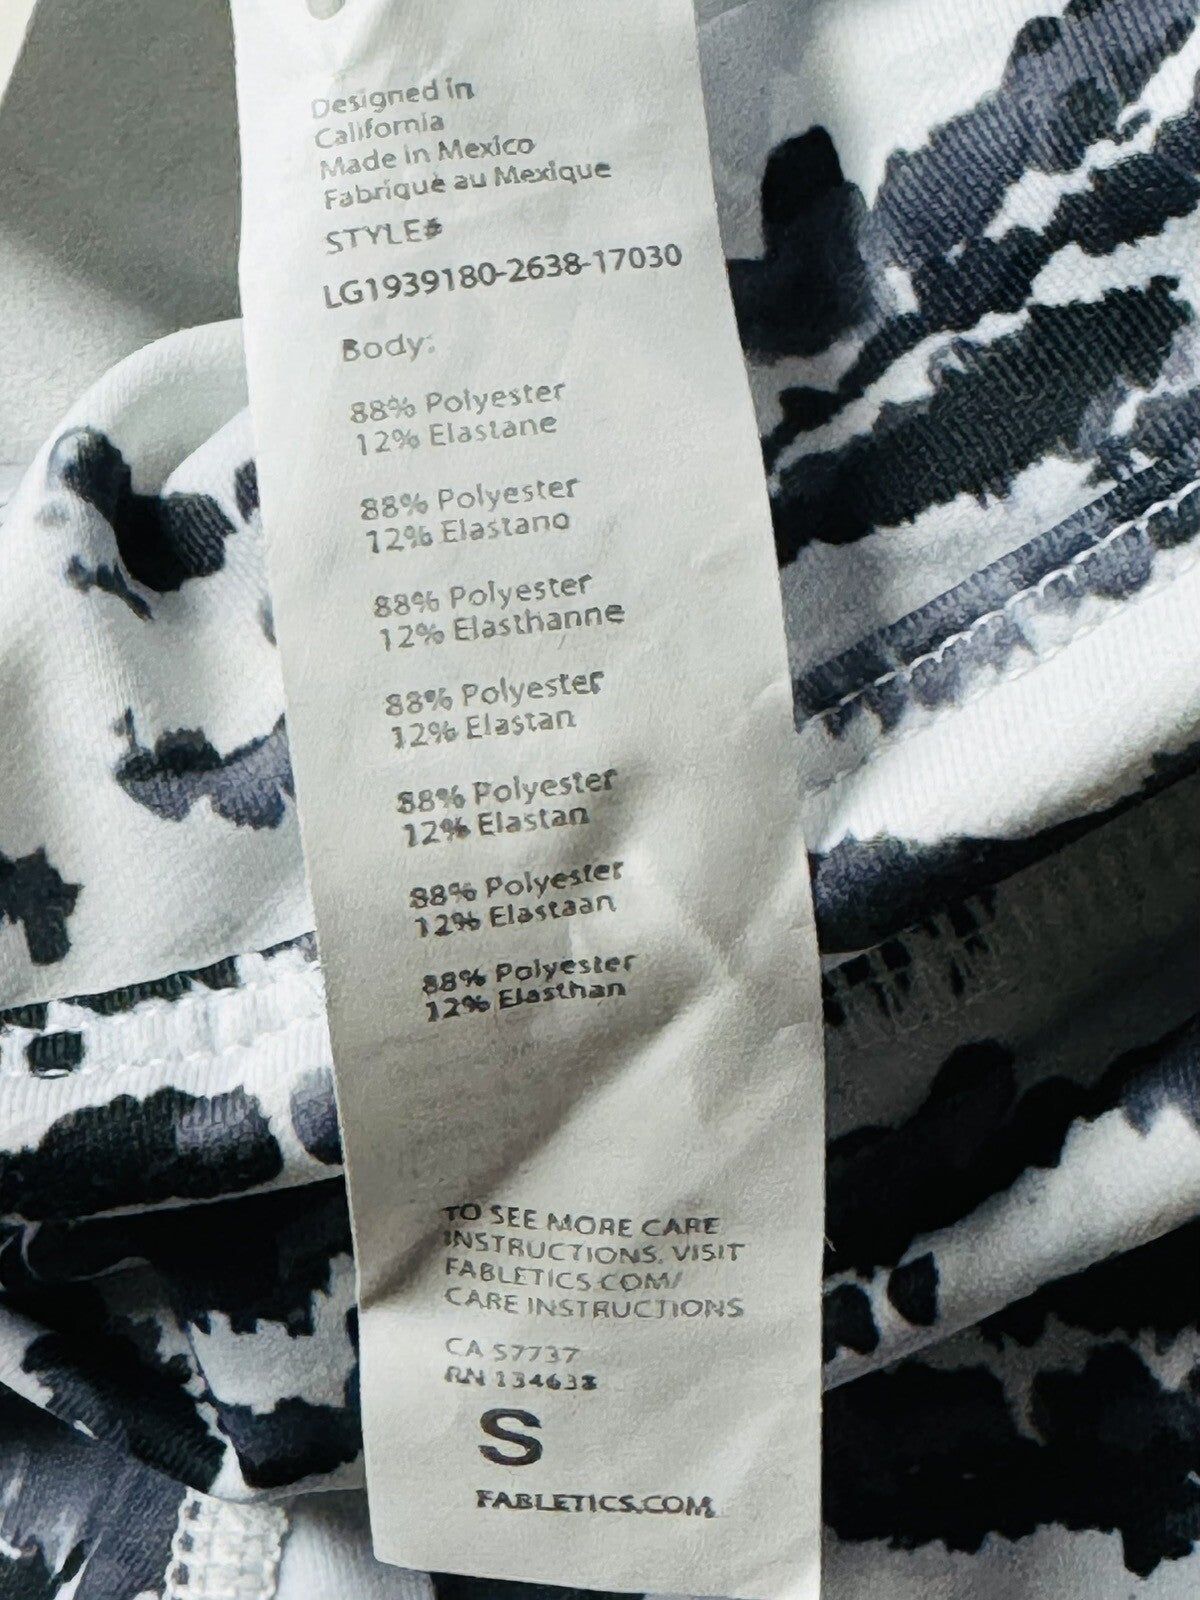 Designed in
California
Made in Mexico
Fabriquè au Mexique
STYLE#
LG1939180-2638-17030
Body:
88% Polyester
12% Elastane
88% Polyester
12% Elastano
88% Polyester
12% Elasthanne
88% Polyester
12% Elastan
88% Polyester
12% Elastan
88% Polyester
12% Elastaan
88% Polyester
12% Elasthan
TO SEE MORE CARE
INSTRUCTIONS, VISIT
FABLETICS.COM/
CARE INSTRUCTIONS
CA 57737
RN 134638
S
FABLETICS.COM